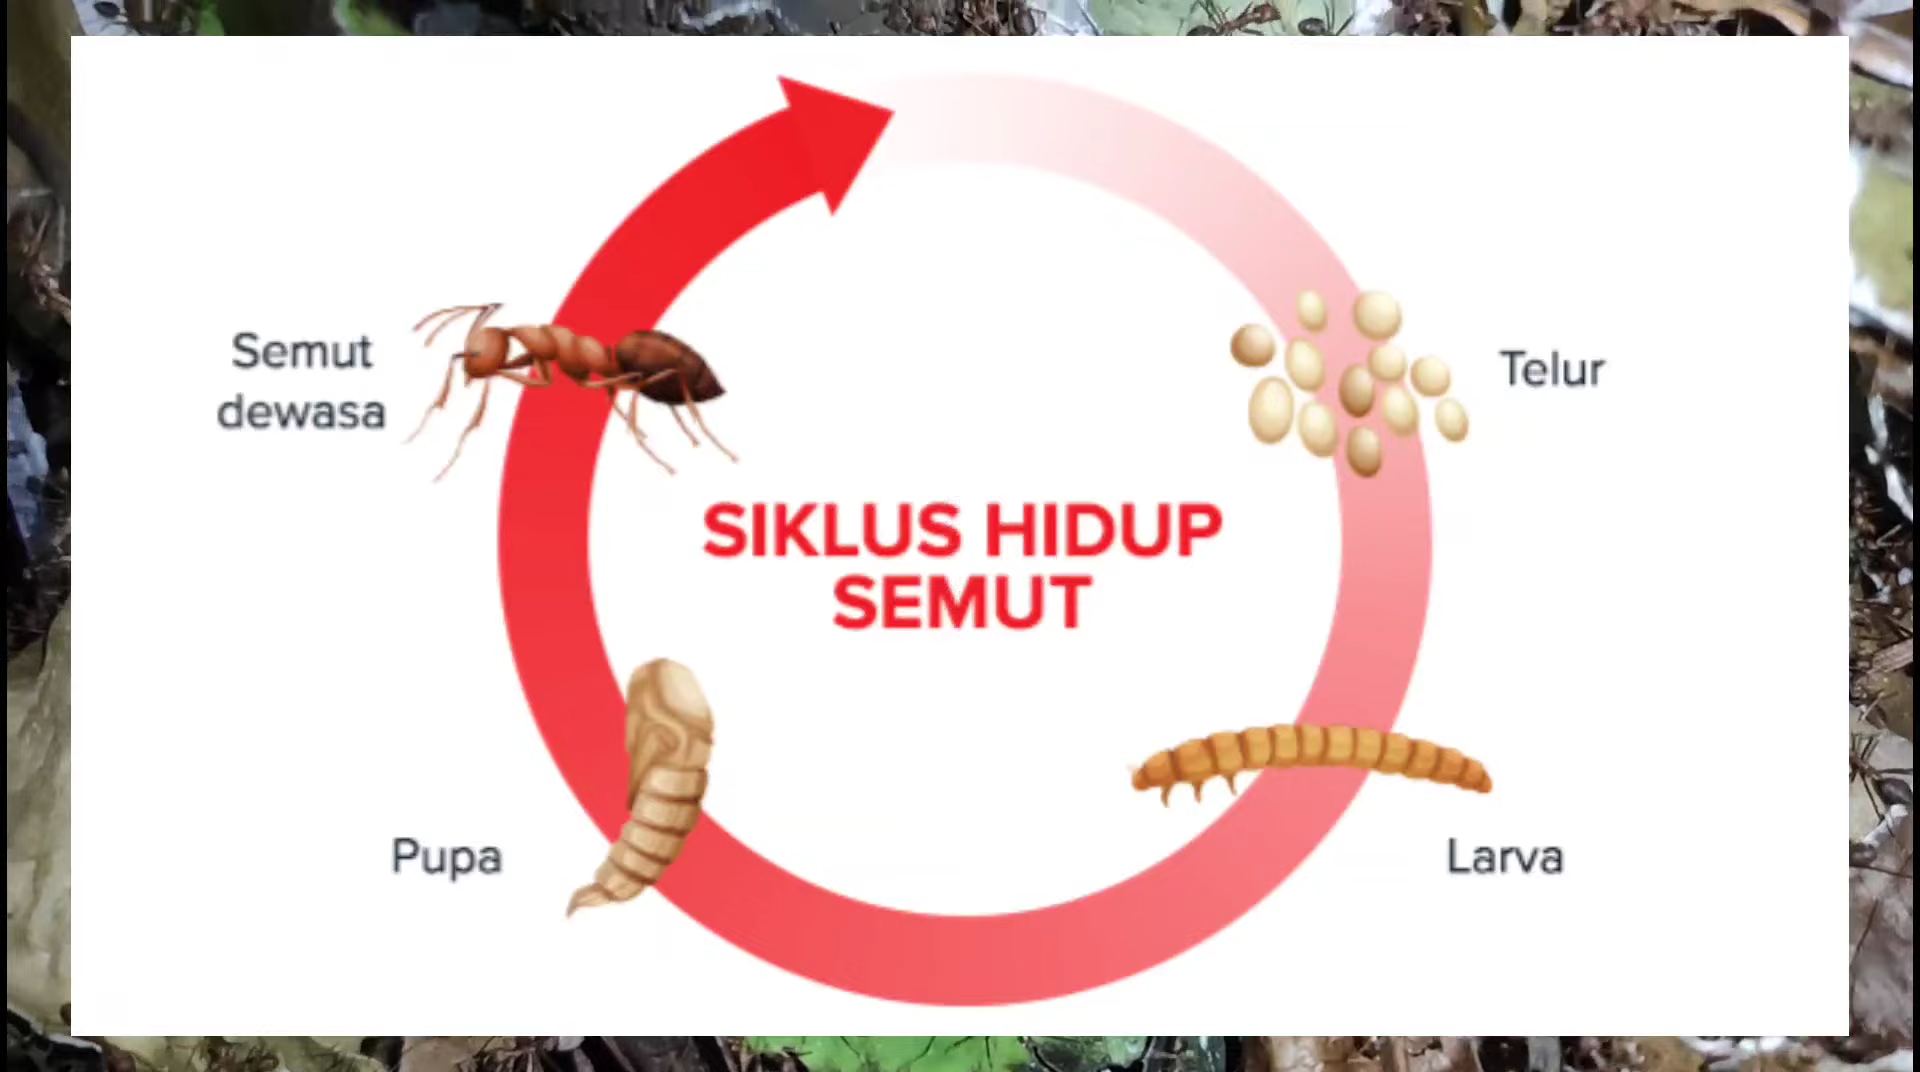 SIKLUS HIDUP
SEMUT
Telur
Larva
Pupa
Semut
dewasa